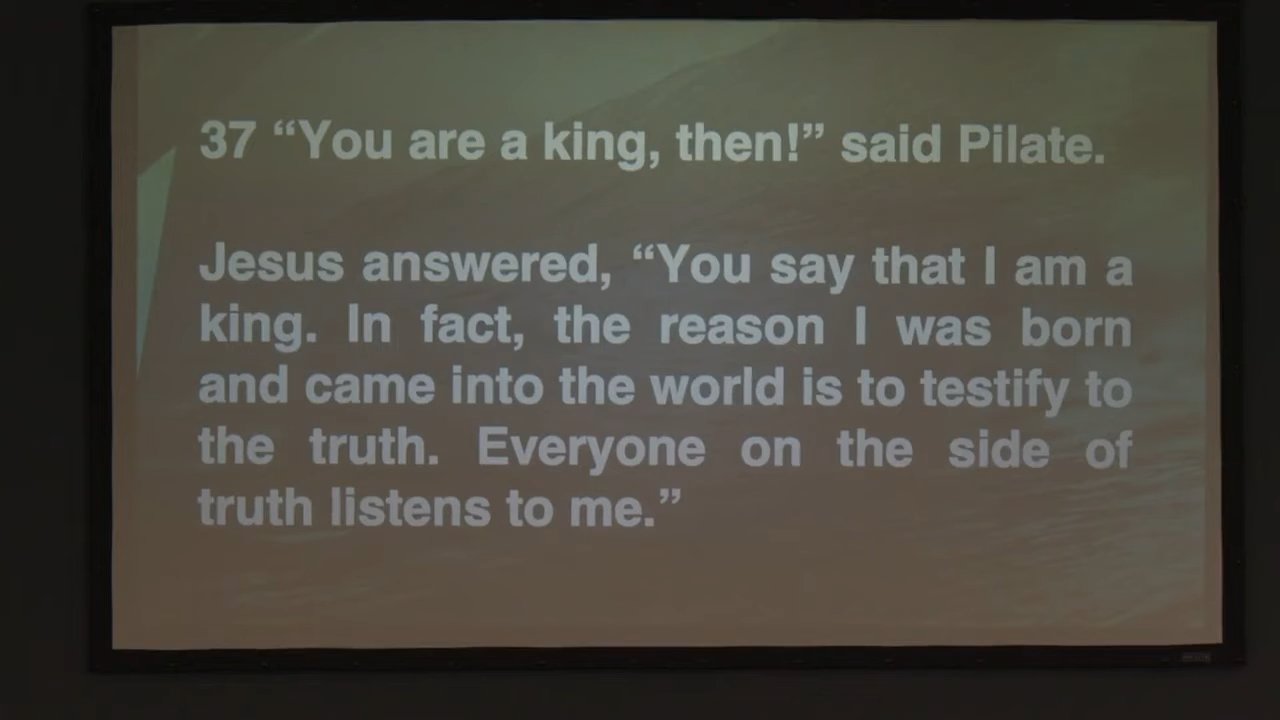 37 “You are a king, then!” said Pilate.
Jesus answered, “You say that I am a
king. In fact, the reason I was born
and came into the world is to testify to
the truth. Everyone on the side of
truth listens to me.”